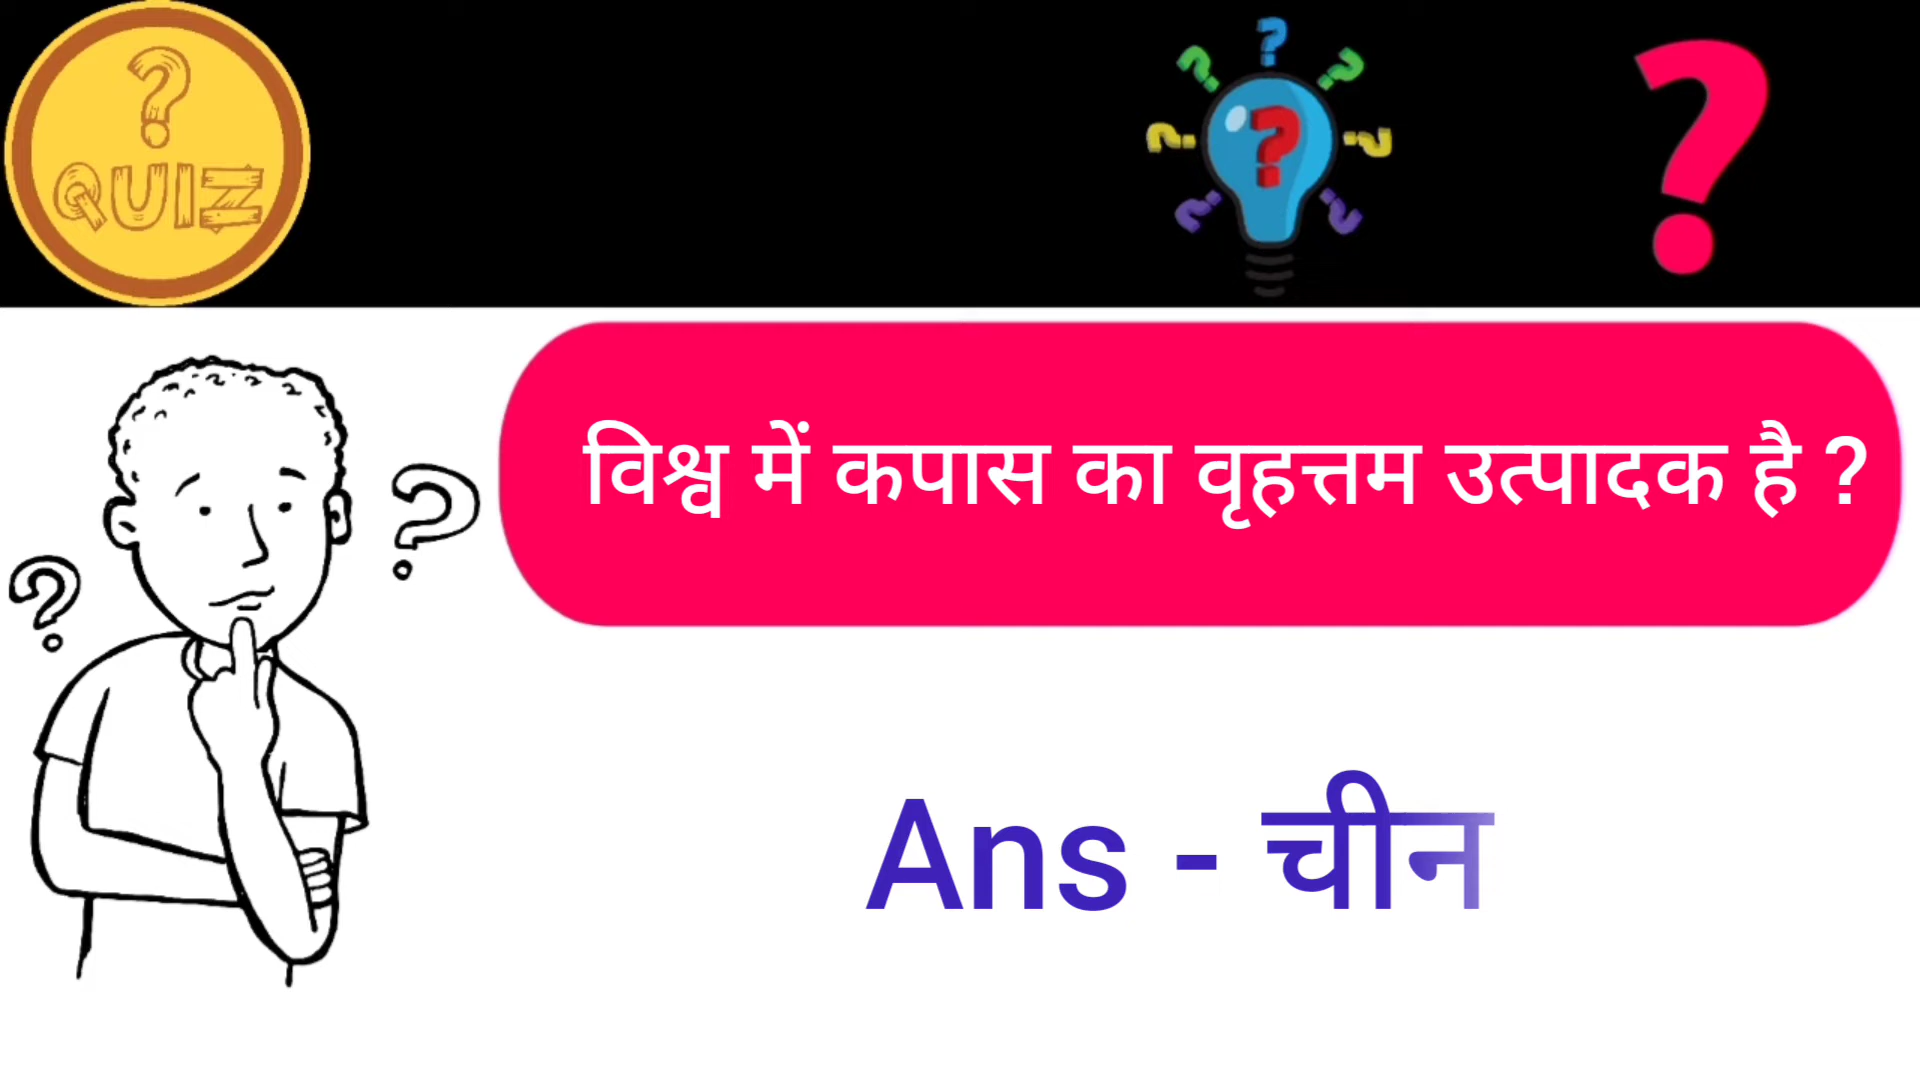 ?
QUIZ
?
विश्व में कपास का वृहत्तम उत्पादक है ?
Ans - चीन